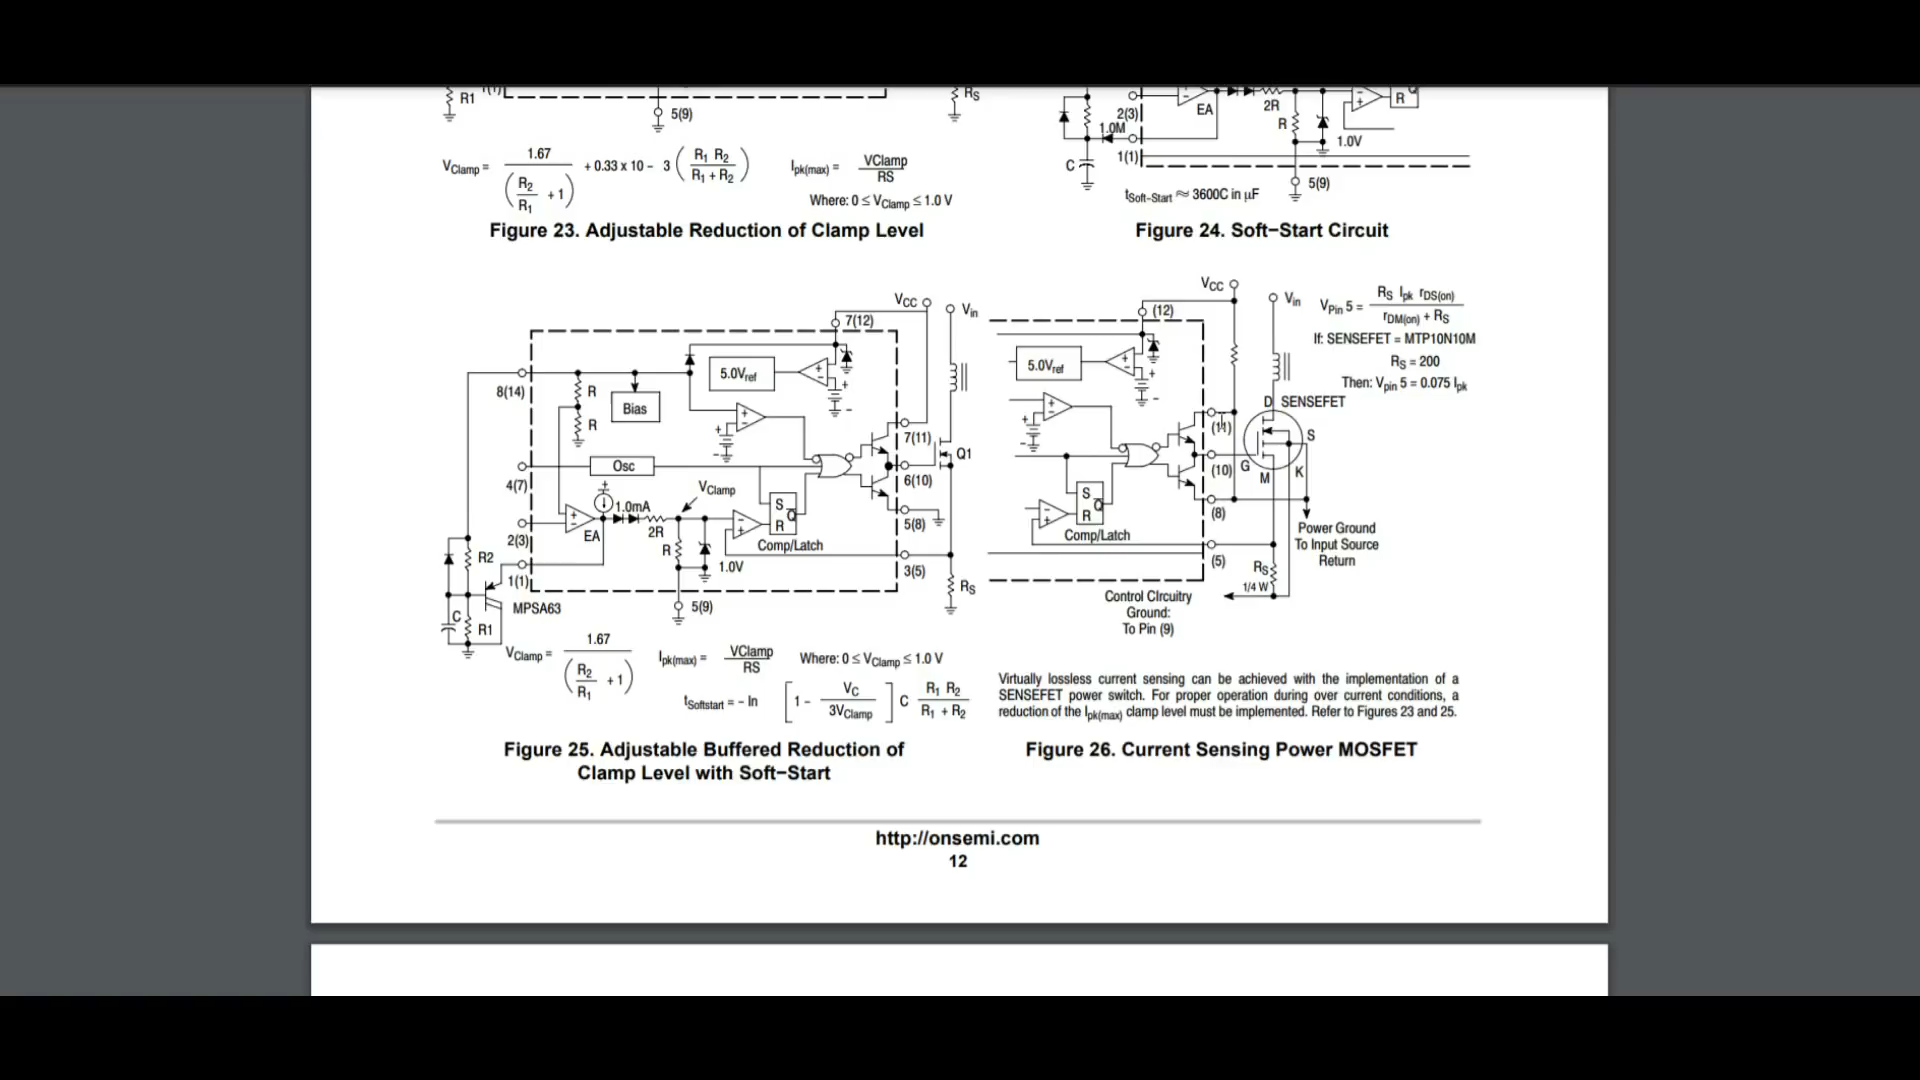 R1
1(1)
5(9)
RS
VClamp = 1.67 / (R2/R1 + 1) + 0.33 x 10 - 3 (R1 R2 / R1 + R2)
Ipk(max) = VClamp / RS
Where: 0 ≤ VClamp ≤ 1.0 V
Figure 23. Adjustable Reduction of Clamp Level
2(3)
EA
2R
R
R
Q
1.0M
1.0V
1(1)
C
5(9)
tSoft-Start ≈ 3600C in µF
Figure 24. Soft-Start Circuit
VCC
Vin
7(12)
5.0Vref
+
-
8(14)
R
Bias
R
7(11)
Q1
Osc
6(10)
4(7)
VClamp
1.0mA
S
Q
R
5(8)
2(3)
EA
2R
R
Comp/Latch
1.0V
3(5)
R2
1(1)
RS
C
R1
MPSA63
5(9)
VClamp = 1.67 / (R2/R1 + 1)
Ipk(max) = VClamp / RS
Where: 0 ≤ VClamp ≤ 1.0 V
tSoftstart = - ln [1 - VC / 3VClamp] C R1 R2 / R1 + R2
Figure 25. Adjustable Buffered Reduction of
Clamp Level with Soft-Start
VCC
Vin
(12)
5.0Vref
+
-
VPin 5 = RS Ipk rDS(on) / rDM(on) + RS
If: SENSEFET = MTP10N10M
RS = 200
Then: Vpin 5 = 0.075 Ipk
D SENSEFET
(11)
S
(10)
G
M
K
S
Q
R
(8)
Comp/Latch
Power Ground
To Input Source
Return
(5)
RS
1/4 W
Control CIrcuitry
Ground:
To Pin (9)
Virtually lossless current sensing can be achieved with the implementation of a
SENSEFET power switch. For proper operation during over current conditions, a
reduction of the Ipk(max) clamp level must be implemented. Refer to Figures 23 and 25.
Figure 26. Current Sensing Power MOSFET
http://onsemi.com
12